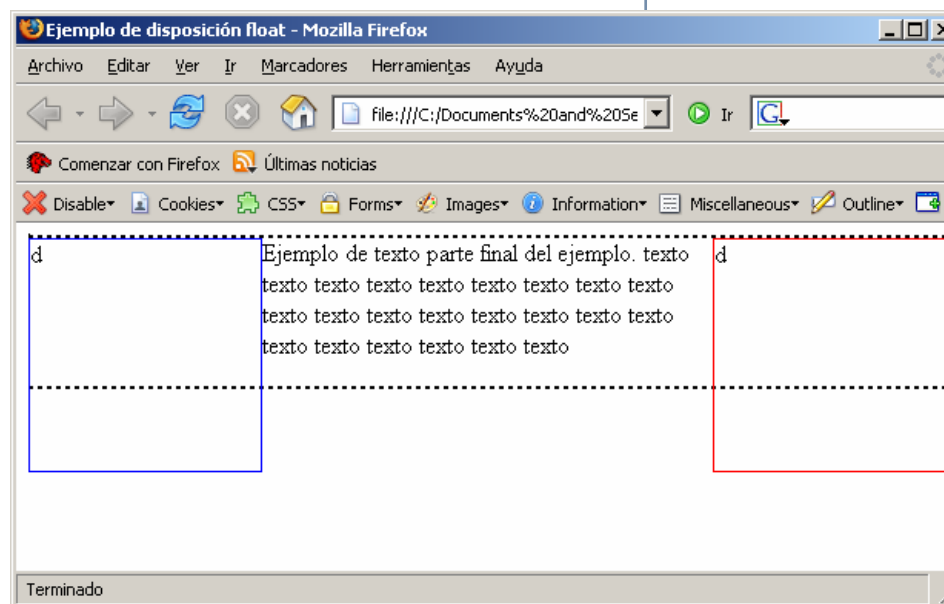 Ejemplo de disposición float - Mozilla Firefox
Archivo Editar Ver Ir Marcadores Herramientas Ayuda
file:///C:/Documents%20and%20Se Ir G
Comenzar con Firefox Últimas noticias
Disable Cookies CSS Forms Images Information Miscellaneous Outline
d Ejemplo de texto parte final del ejemplo. texto d
texto texto texto texto texto texto texto texto
texto texto texto texto texto texto texto texto
texto texto texto texto texto texto
Terminado